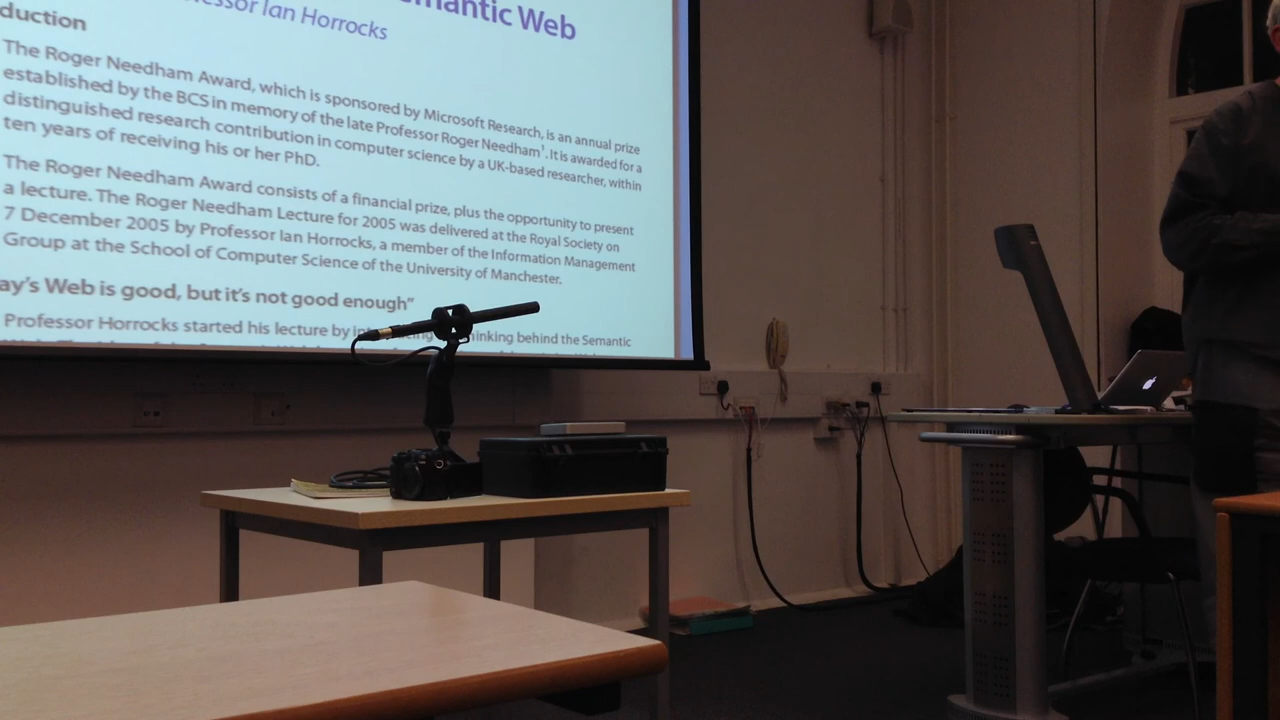 emantic Web
essor Ian Horrocks
duction
The Roger Needham Award, which is sponsored by Microsoft Research, is an annual prize
established by the BCS in memory of the late Professor Roger Needham¹. It is awarded for a
distinguished research contribution in computer science by a UK-based researcher, within
ten years of receiving his or her PhD.
The Roger Needham Award consists of a financial prize, plus the opportunity to present
a lecture. The Roger Needham Lecture for 2005 was delivered at the Royal Society on
7 December 2005 by Professor Ian Horrocks, a member of the Information Management
Group at the School of Computer Science of the University of Manchester.
ay's Web is good, but it's not good enough"
Professor Horrocks started his lecture by thinking behind the Semantic